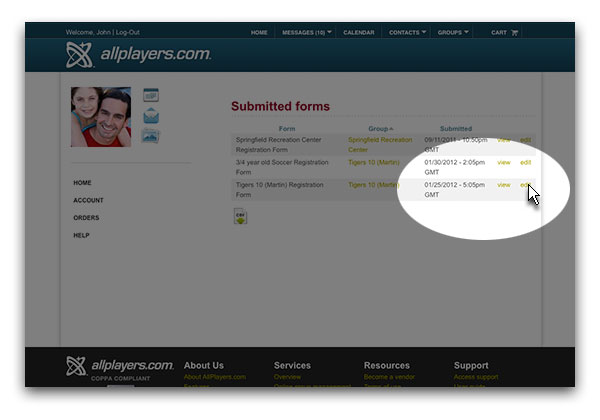 Welcome, John | Log-Out
HOME MESSAGES (10) CALENDAR CONTACTS GROUPS CART
allplayers.com
Submitted forms
Form Group Submitted
Springfield Recreation Center Registration Form Springfield Recreation Center 09/11/2011 - 10:50pm GMT view edit
3/4 year old Soccer Registration Form Tigers 10 (Martin) 01/30/2012 - 2:05pm GMT view edit
Tigers 10 (Martin) Registration Form Tigers 10 (Martin) 01/25/2012 - 5:05pm GMT view edit
CSV
HOME
ACCOUNT
ORDERS
HELP
allplayers.com
COPPA COMPLIANT
About Us Services Resources Support
About AllPlayers.com Overview Become a vendor Access support